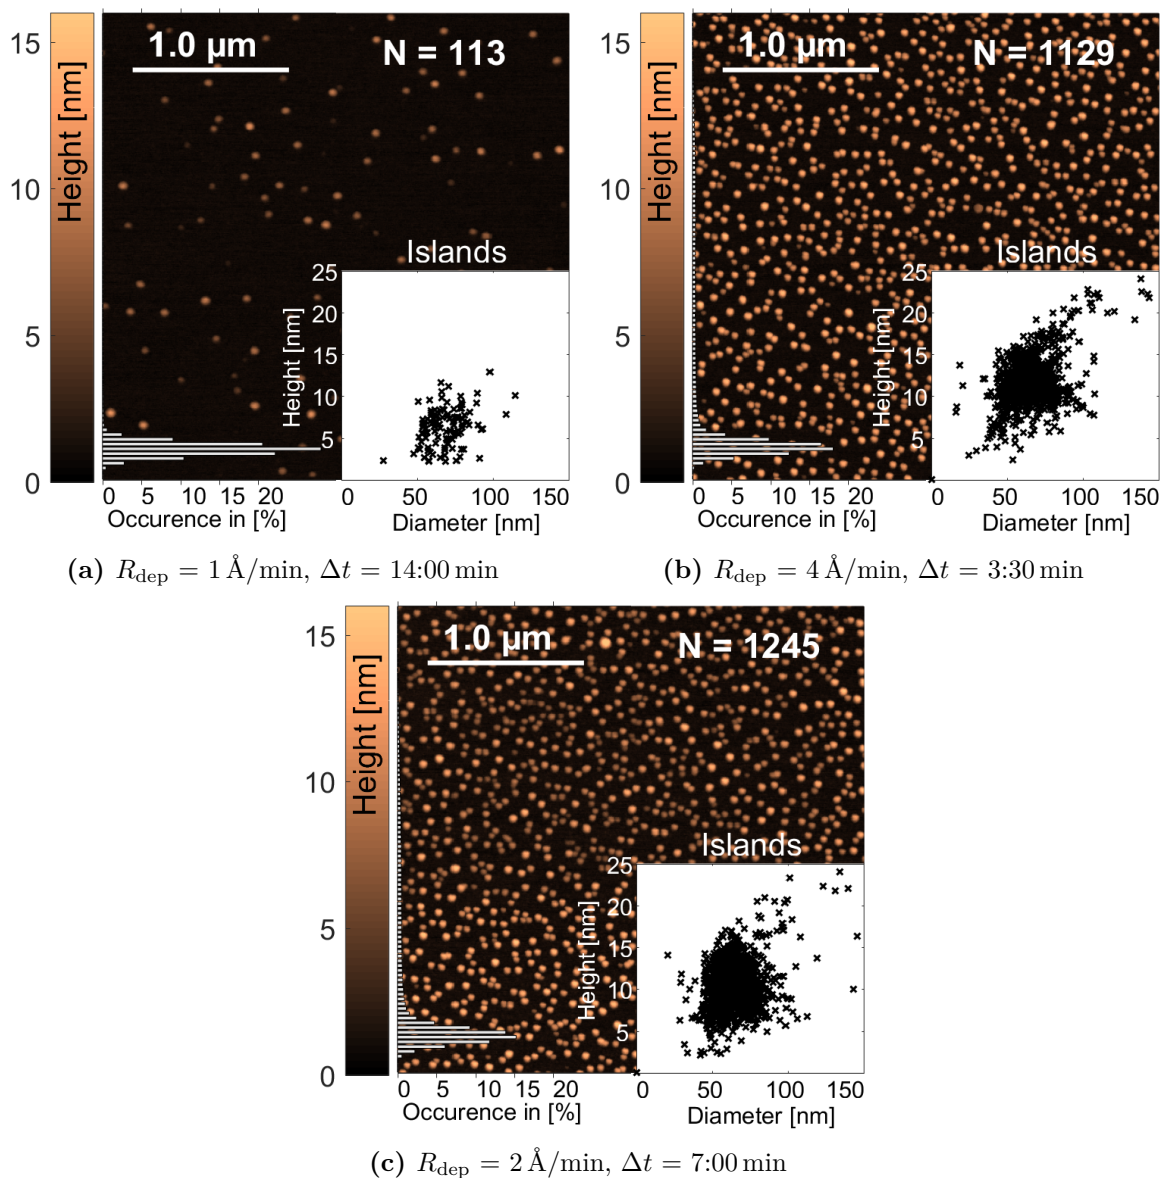 1.0 µm
N = 113
15
10
5
0
Height [nm]
Islands
25
20
15
10
5
Height [nm]
0 50 100 150
Diameter [nm]
0 5 10 15 20
Occurence in [%]
(a) R_dep = 1 Å/min, Δt = 14:00 min
1.0 µm
N = 1129
15
10
5
0
Height [nm]
Islands
25
20
15
10
5
Height [nm]
0 50 100 150
Diameter [nm]
0 5 10 15 20
Occurence in [%]
(b) R_dep = 4 Å/min, Δt = 3:30 min
1.0 µm
N = 1245
15
10
5
0
Height [nm]
Islands
25
20
15
10
5
Height [nm]
0 50 100 150
Diameter [nm]
0 5 10 15 20
Occurence in [%]
(c) R_dep = 2 Å/min, Δt = 7:00 min